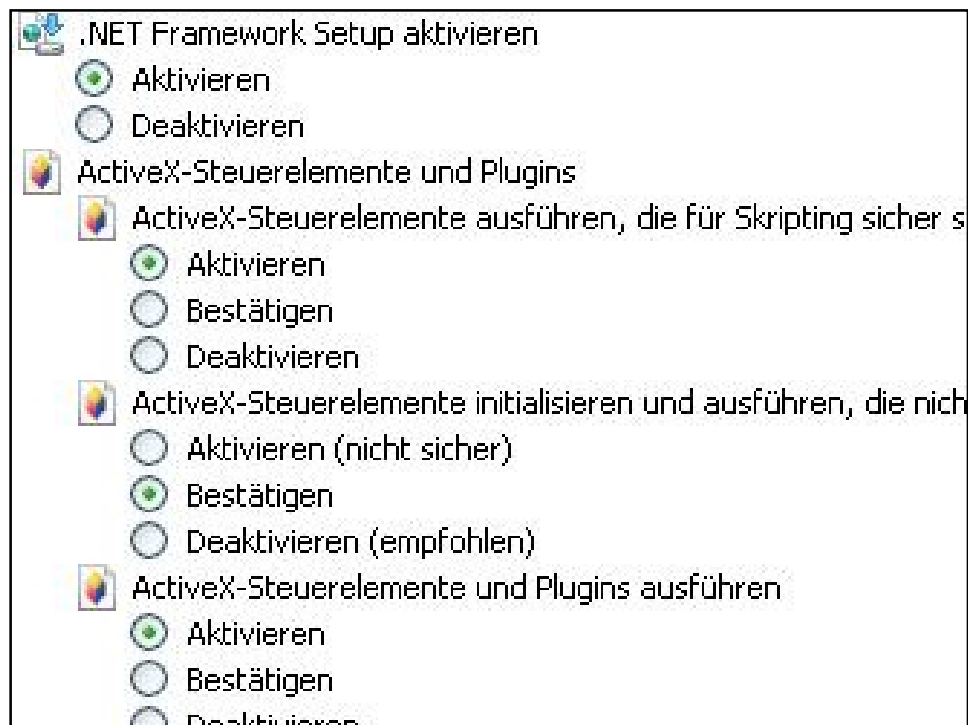 .NET Framework Setup aktivieren
Aktivieren
Deaktivieren
ActiveX-Steuerelemente und Plugins
ActiveX-Steuerelemente ausführen, die für Skripting sicher s
Aktivieren
Bestätigen
Deaktivieren
ActiveX-Steuerelemente initialisieren und ausführen, die nich
Aktivieren (nicht sicher)
Bestätigen
Deaktivieren (empfohlen)
ActiveX-Steuerelemente und Plugins ausführen
Aktivieren
Bestätigen
Deaktivieren